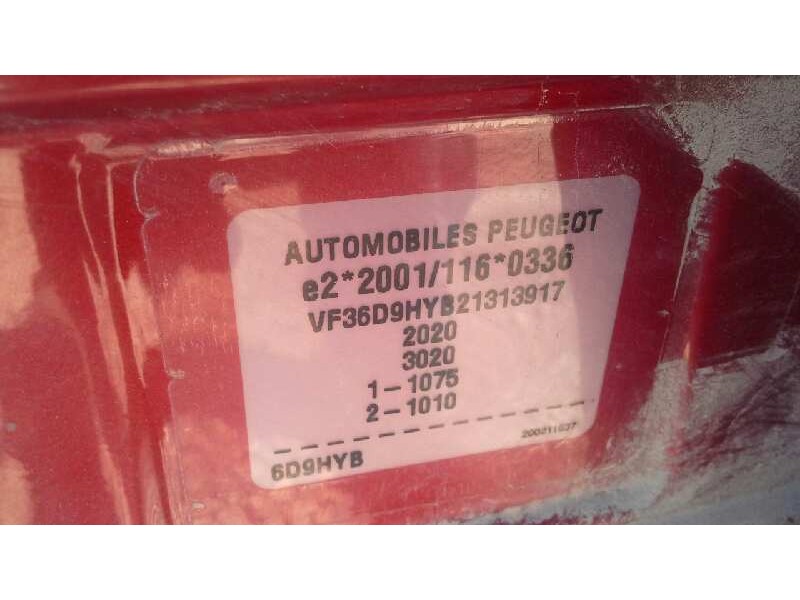 AUTOMOBILES PEUGEOT
e2*2001/116*0336
VF36D9HYB21313917
2020
3020
1-1075
2-1010
6D9HYB